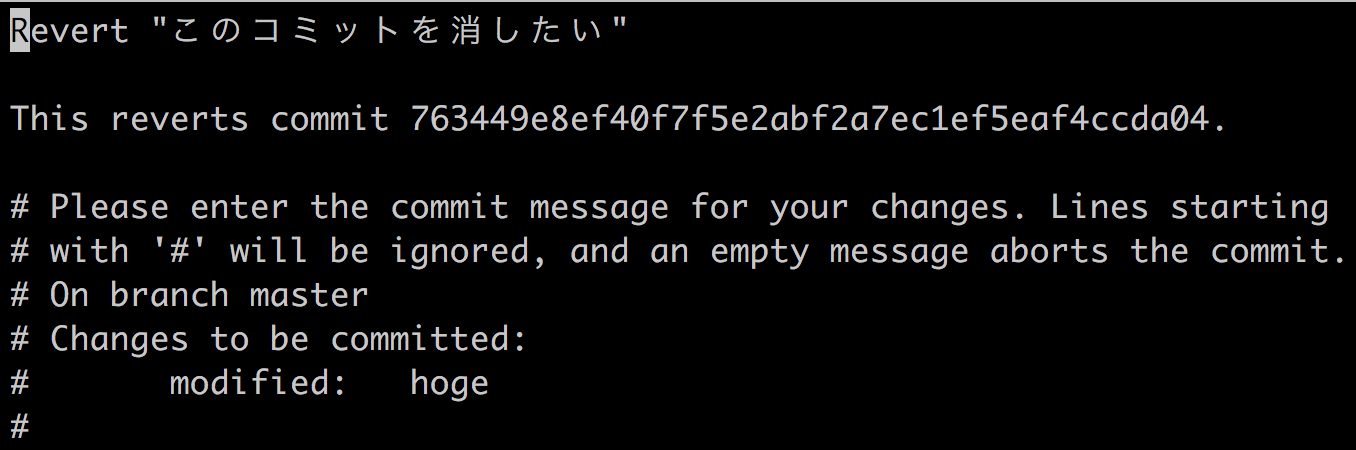 Revert "このコミットを消したい"
This reverts commit 763449e8ef40f7f5e2abf2a7ec1ef5eaf4ccda04.
# Please enter the commit message for your changes. Lines starting
# with '#' will be ignored, and an empty message aborts the commit.
# On branch master
# Changes to be committed:
#       modified:   hoge
#